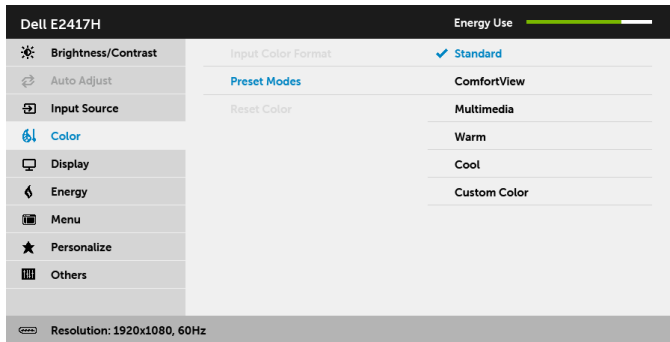 Dell E2417H Energy Use
Brightness/Contrast Input Color Format Standard
Auto Adjust Preset Modes ComfortView
Input Source Reset Color Multimedia
Color Warm
Display Cool
Energy Custom Color
Menu
Personalize
Others
Resolution: 1920x1080, 60Hz